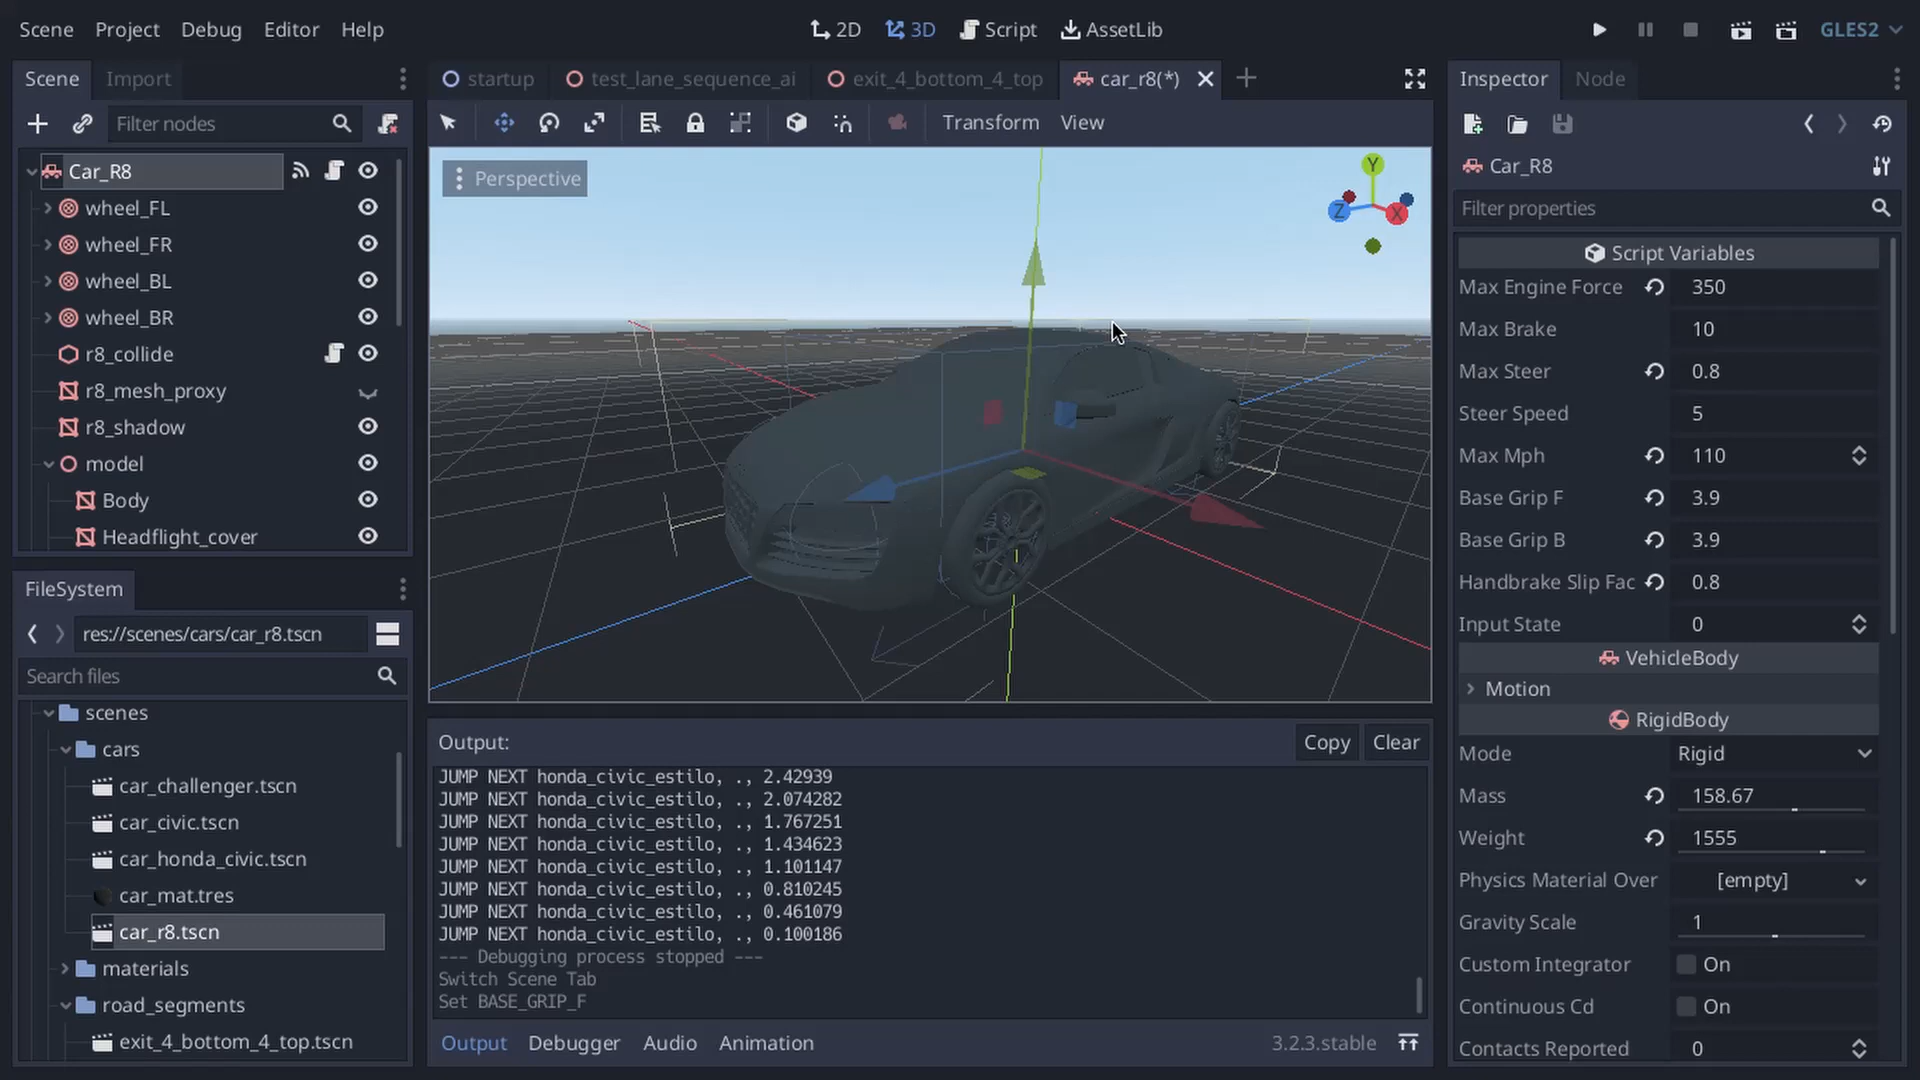 Scene Project Debug Editor Help
2D 3D Script AssetLib
GLES2
Scene Import
Filter nodes
Car_R8
wheel_FL
wheel_FR
wheel_BL
wheel_BR
r8_collide
r8_mesh_proxy
r8_shadow
model
Body
Headflight_cover
FileSystem
res://scenes/cars/car_r8.tscn
Search files
scenes
cars
car_challenger.tscn
car_civic.tscn
car_honda_civic.tscn
car_mat.tres
car_r8.tscn
materials
road_segments
exit_4_bottom_4_top.tscn
startup test_lane_sequence_ai exit_4_bottom_4_top car_r8(*)
Transform View
Perspective
Y
Z
X
Output:
Copy Clear
JUMP NEXT honda_civic_estilo, ., 2.42939
JUMP NEXT honda_civic_estilo, ., 2.074282
JUMP NEXT honda_civic_estilo, ., 1.767251
JUMP NEXT honda_civic_estilo, ., 1.434623
JUMP NEXT honda_civic_estilo, ., 1.101147
JUMP NEXT honda_civic_estilo, ., 0.810245
JUMP NEXT honda_civic_estilo, ., 0.461079
JUMP NEXT honda_civic_estilo, ., 0.100186
--- Debugging process stopped ---
Switch Scene Tab
Set BASE_GRIP_F
Output Debugger Audio Animation
3.2.3.stable
Inspector Node
Car_R8
Filter properties
Script Variables
Max Engine Force 350
Max Brake 10
Max Steer 0.8
Steer Speed 5
Max Mph 110
Base Grip F 3.9
Base Grip B 3.9
Handbrake Slip Fac 0.8
Input State 0
VehicleBody
Motion
RigidBody
Mode Rigid
Mass 158.67
Weight 1555
Physics Material Over [empty]
Gravity Scale 1
Custom Integrator On
Continuous Cd On
Contacts Reported 0